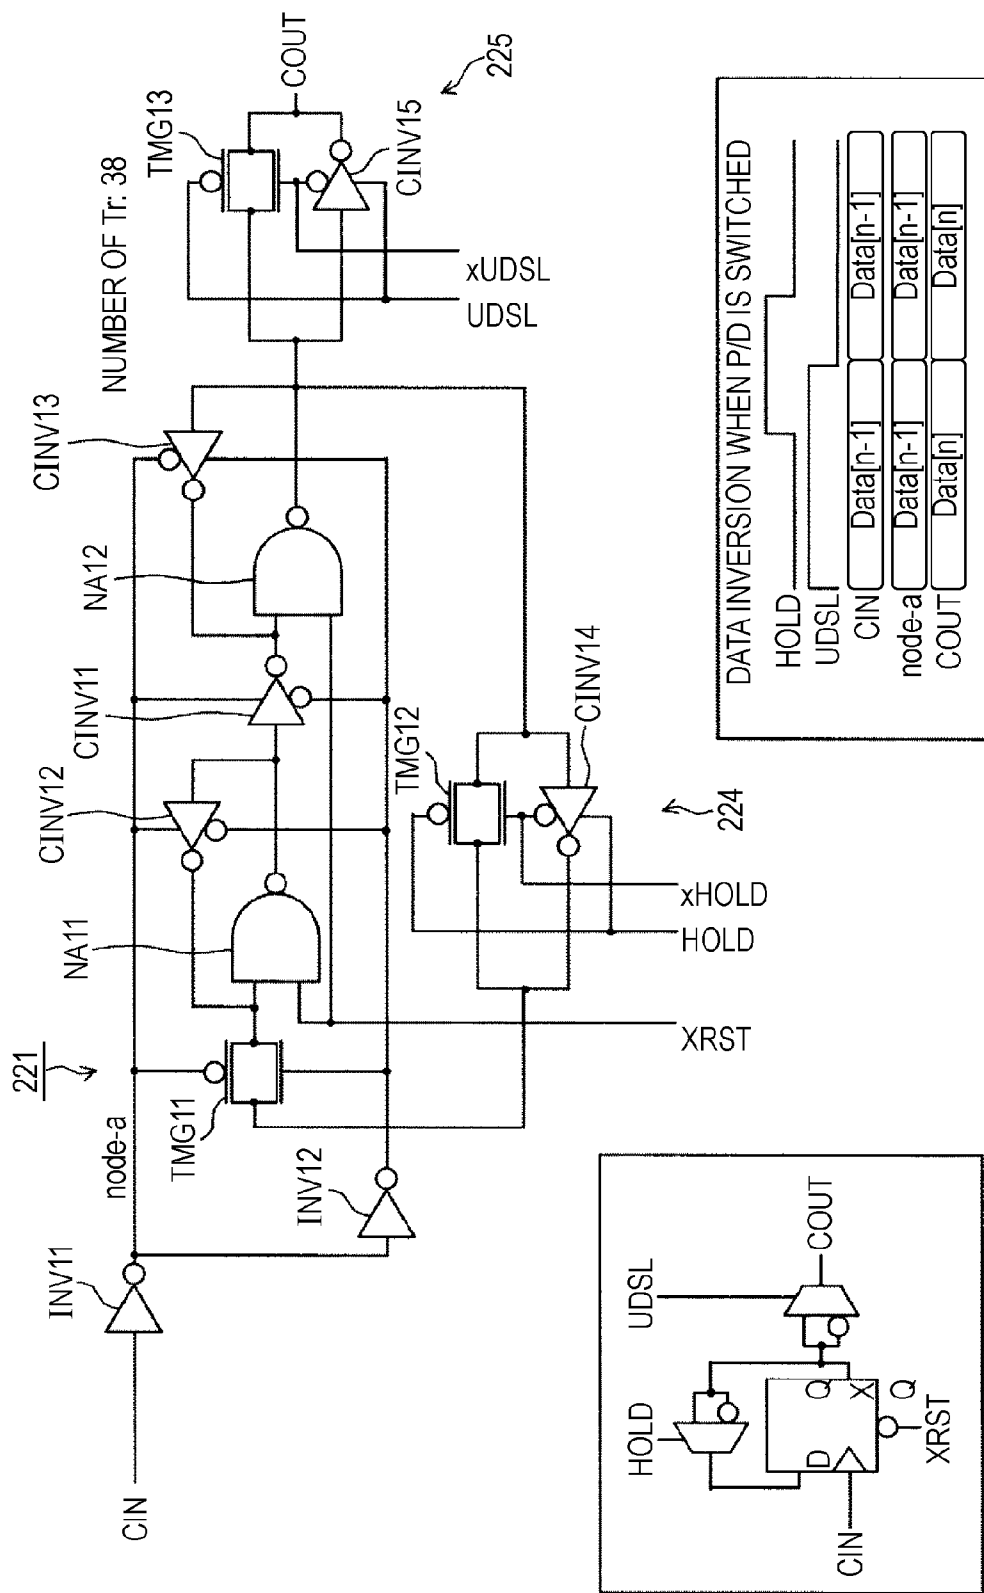 NUMBER OF Tr: 38
221
node-a
INV11
CIN
INV12
TMG11
NA11
CINV12
CINV11
NA12
CINV13
TMG13
COUT
225
CINV15
xUDSL
UDSL
TMG12
CINV14
224
xHOLD
HOLD
XRST
UDSL
COUT
HOLD
D
Q
X
Q
XRST
CIN
DATA INVERSION WHEN P/D IS SWITCHED
HOLD
UDSL
CIN Data[n-1] Data[n-1]
node-a Data[n-1] Data[n-1]
COUT Data[n] Data[n]